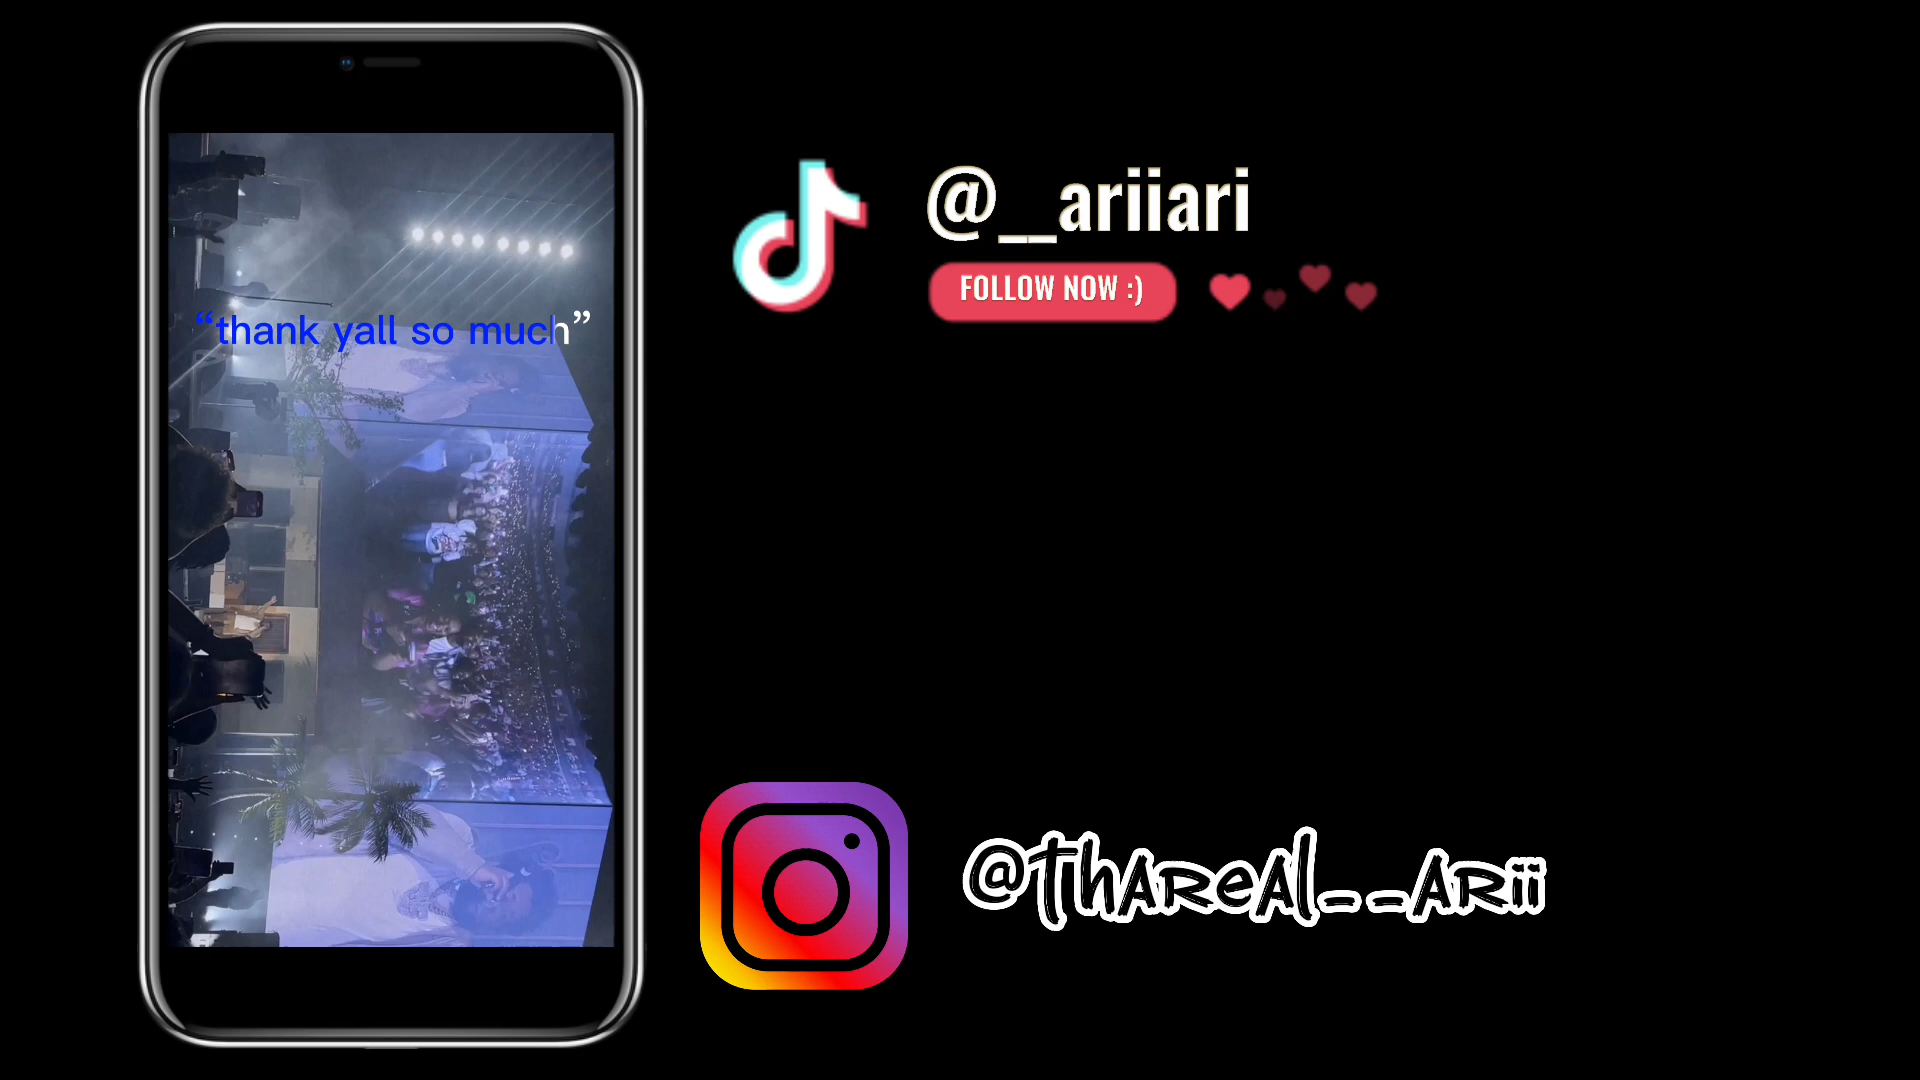 “thank yall so much”
@__ariiari
FOLLOW NOW :)
@thAReAl__ARii